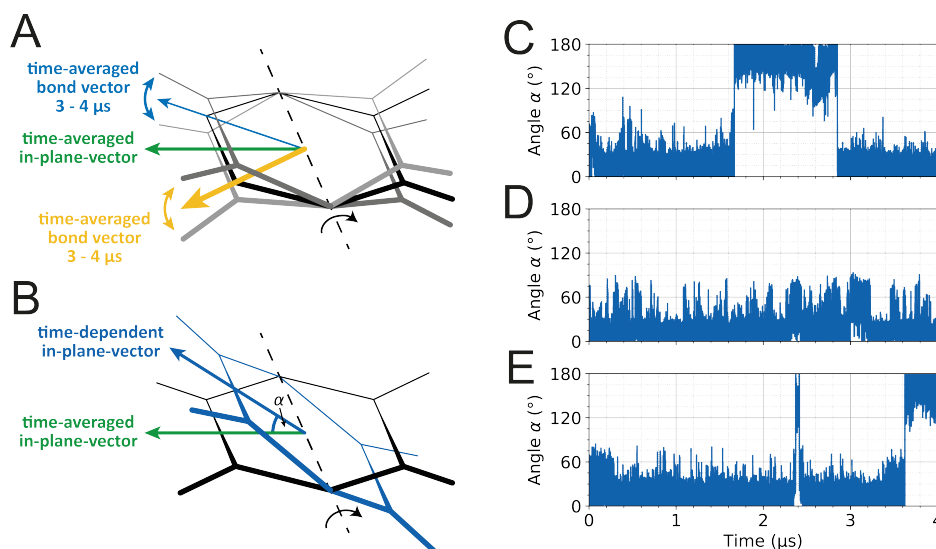 A
time-averaged
bond vector
3 - 4 µs
time-averaged
in-plane-vector
time-averaged
bond vector
3 - 4 µs
B
time-dependent
in-plane-vector
α
time-averaged
in-plane-vector
C
180
120
60
0
Angle α (°)
D
180
120
60
0
Angle α (°)
E
180
120
60
0
Angle α (°)
0 1 2 3 4
Time (µs)